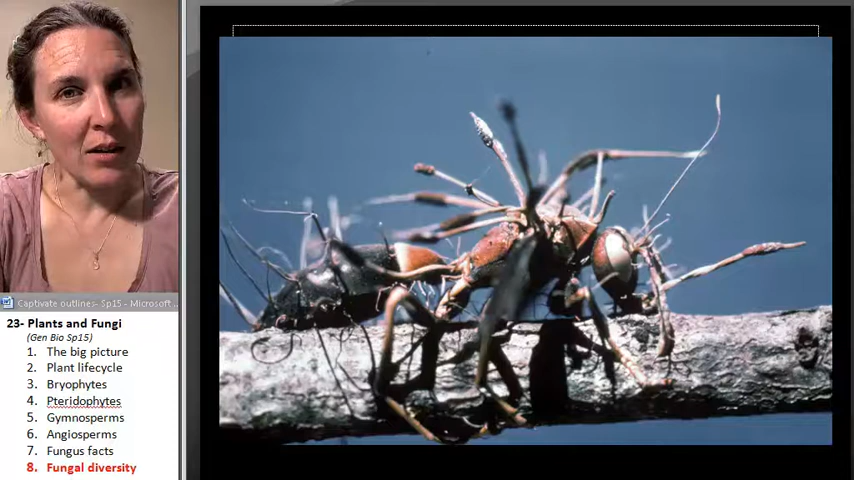 Captivate outlines- Sp15 - Microsoft ...
23- Plants and Fungi
(Gen Bio Sp15)
1. The big picture
2. Plant lifecycle
3. Bryophytes
4. Pteridophytes
5. Gymnosperms
6. Angiosperms
7. Fungus facts
8. Fungal diversity